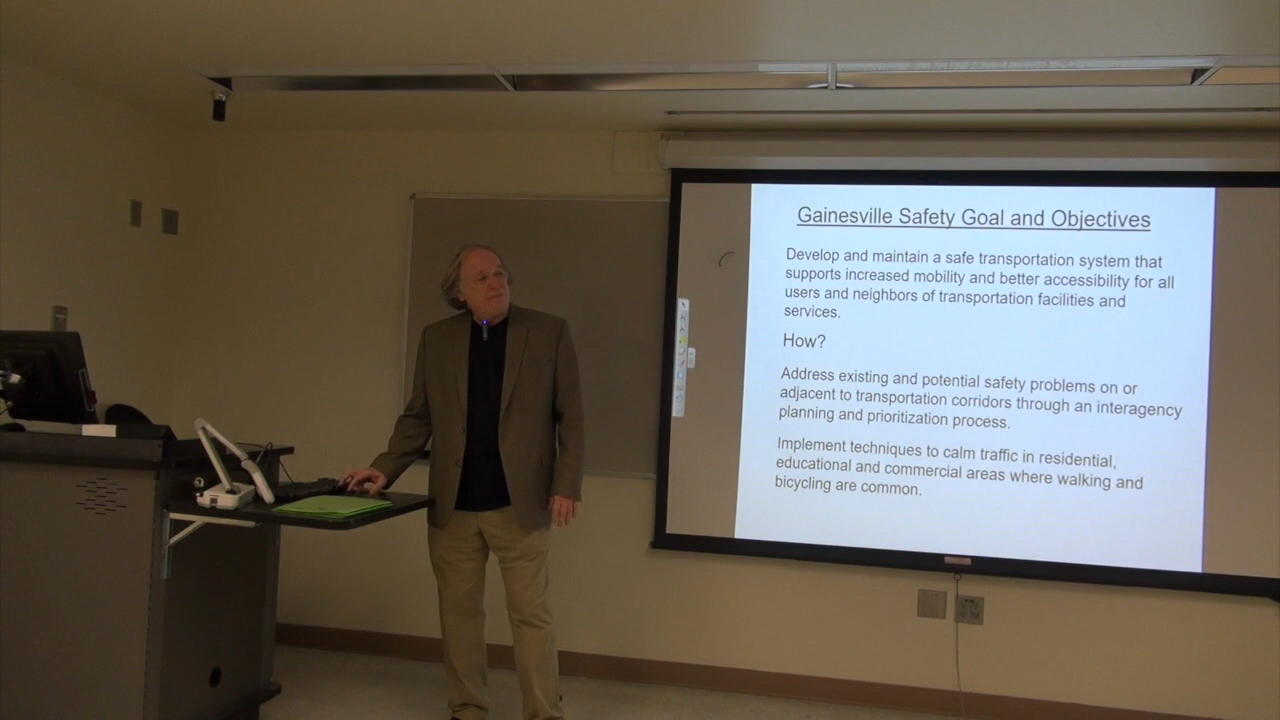 Gainesville Safety Goal and Objectives
Develop and maintain a safe transportation system that
supports increased mobility and better accessibility for all
users and neighbors of transportation facilities and
services.
How?
Address existing and potential safety problems on or
adjacent to transportation corridors through an interagency
planning and prioritization process.
Implement techniques to calm traffic in residential,
educational and commercial areas where walking and
bicycling are common.